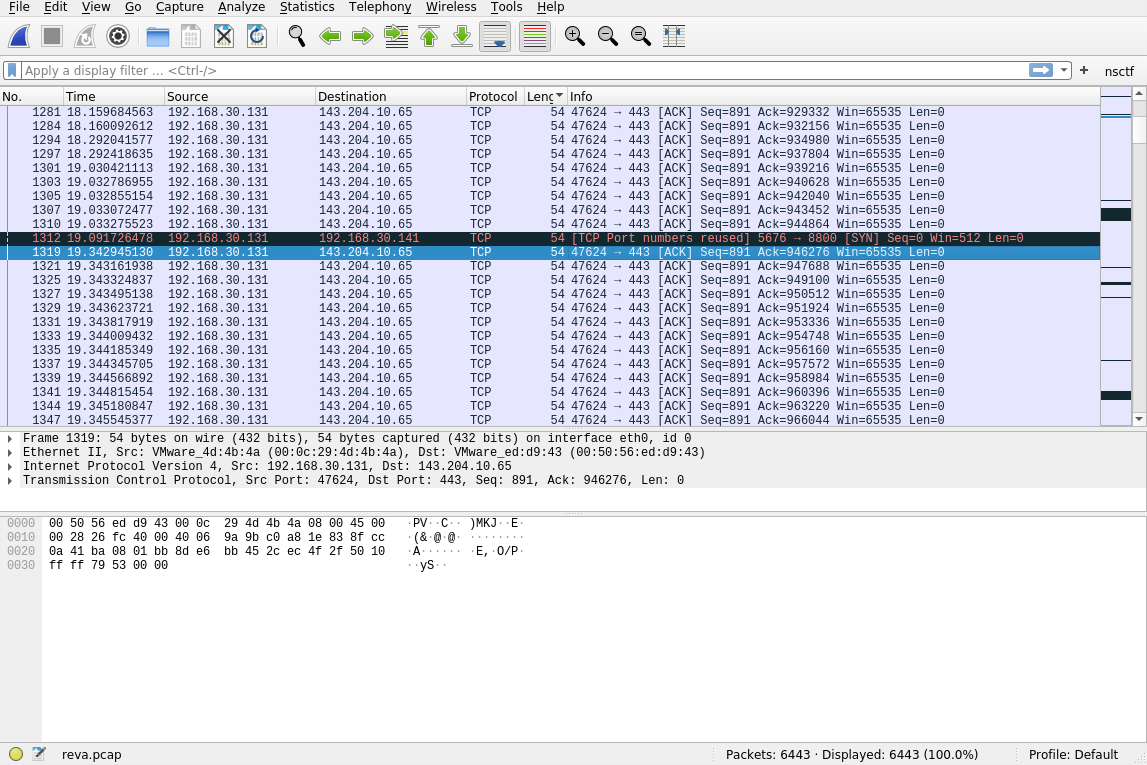 File Edit View Go Capture Analyze Statistics Telephony Wireless Tools Help
Apply a display filter … <Ctrl-/> + nsctf
No. Time Source Destination Protocol Leng Info
1281 18.159684563 192.168.30.131 143.204.10.65 TCP 54 47624 → 443 [ACK] Seq=891 Ack=929332 Win=65535 Len=0
1284 18.160092612 192.168.30.131 143.204.10.65 TCP 54 47624 → 443 [ACK] Seq=891 Ack=932156 Win=65535 Len=0
1294 18.292041577 192.168.30.131 143.204.10.65 TCP 54 47624 → 443 [ACK] Seq=891 Ack=934980 Win=65535 Len=0
1297 18.292418635 192.168.30.131 143.204.10.65 TCP 54 47624 → 443 [ACK] Seq=891 Ack=937804 Win=65535 Len=0
1301 19.030421113 192.168.30.131 143.204.10.65 TCP 54 47624 → 443 [ACK] Seq=891 Ack=939216 Win=65535 Len=0
1303 19.032786955 192.168.30.131 143.204.10.65 TCP 54 47624 → 443 [ACK] Seq=891 Ack=940628 Win=65535 Len=0
1305 19.032855154 192.168.30.131 143.204.10.65 TCP 54 47624 → 443 [ACK] Seq=891 Ack=942040 Win=65535 Len=0
1307 19.033072477 192.168.30.131 143.204.10.65 TCP 54 47624 → 443 [ACK] Seq=891 Ack=943452 Win=65535 Len=0
1310 19.033275523 192.168.30.131 143.204.10.65 TCP 54 47624 → 443 [ACK] Seq=891 Ack=944864 Win=65535 Len=0
1312 19.091726478 192.168.30.131 192.168.30.141 TCP 54 [TCP Port numbers reused] 5676 → 8800 [SYN] Seq=0 Win=512 Len=0
1319 19.342945130 192.168.30.131 143.204.10.65 TCP 54 47624 → 443 [ACK] Seq=891 Ack=946276 Win=65535 Len=0
1321 19.343161938 192.168.30.131 143.204.10.65 TCP 54 47624 → 443 [ACK] Seq=891 Ack=947688 Win=65535 Len=0
1325 19.343324837 192.168.30.131 143.204.10.65 TCP 54 47624 → 443 [ACK] Seq=891 Ack=949100 Win=65535 Len=0
1327 19.343495138 192.168.30.131 143.204.10.65 TCP 54 47624 → 443 [ACK] Seq=891 Ack=950512 Win=65535 Len=0
1329 19.343623721 192.168.30.131 143.204.10.65 TCP 54 47624 → 443 [ACK] Seq=891 Ack=951924 Win=65535 Len=0
1331 19.343817919 192.168.30.131 143.204.10.65 TCP 54 47624 → 443 [ACK] Seq=891 Ack=953336 Win=65535 Len=0
1333 19.344009432 192.168.30.131 143.204.10.65 TCP 54 47624 → 443 [ACK] Seq=891 Ack=954748 Win=65535 Len=0
1335 19.344185349 192.168.30.131 143.204.10.65 TCP 54 47624 → 443 [ACK] Seq=891 Ack=956160 Win=65535 Len=0
1337 19.344345705 192.168.30.131 143.204.10.65 TCP 54 47624 → 443 [ACK] Seq=891 Ack=957572 Win=65535 Len=0
1339 19.344566892 192.168.30.131 143.204.10.65 TCP 54 47624 → 443 [ACK] Seq=891 Ack=958984 Win=65535 Len=0
1341 19.344815454 192.168.30.131 143.204.10.65 TCP 54 47624 → 443 [ACK] Seq=891 Ack=960396 Win=65535 Len=0
1344 19.345180847 192.168.30.131 143.204.10.65 TCP 54 47624 → 443 [ACK] Seq=891 Ack=963220 Win=65535 Len=0
1347 19.345545377 192.168.30.131 143.204.10.65 TCP 54 47624 → 443 [ACK] Seq=891 Ack=966044 Win=65535 Len=0
Frame 1319: 54 bytes on wire (432 bits), 54 bytes captured (432 bits) on interface eth0, id 0
Ethernet II, Src: VMware_4d:4b:4a (00:0c:29:4d:4b:4a), Dst: VMware_ed:d9:43 (00:50:56:ed:d9:43)
Internet Protocol Version 4, Src: 192.168.30.131, Dst: 143.204.10.65
Transmission Control Protocol, Src Port: 47624, Dst Port: 443, Seq: 891, Ack: 946276, Len: 0
0000 00 50 56 ed d9 43 00 0c 29 4d 4b 4a 08 00 45 00 ·PV··C·· )MKJ··E·
0010 00 28 26 fc 40 00 40 06 9a 9b c0 a8 1e 83 8f cc ·(&·@·@· ········
0020 0a 41 ba 08 01 bb 8d e6 bb 45 2c ec 4f 2f 50 10 ·A······ ·E,·O/P·
0030 ff ff 79 53 00 00 ··yS··
reva.pcap Packets: 6443 · Displayed: 6443 (100.0%) Profile: Default